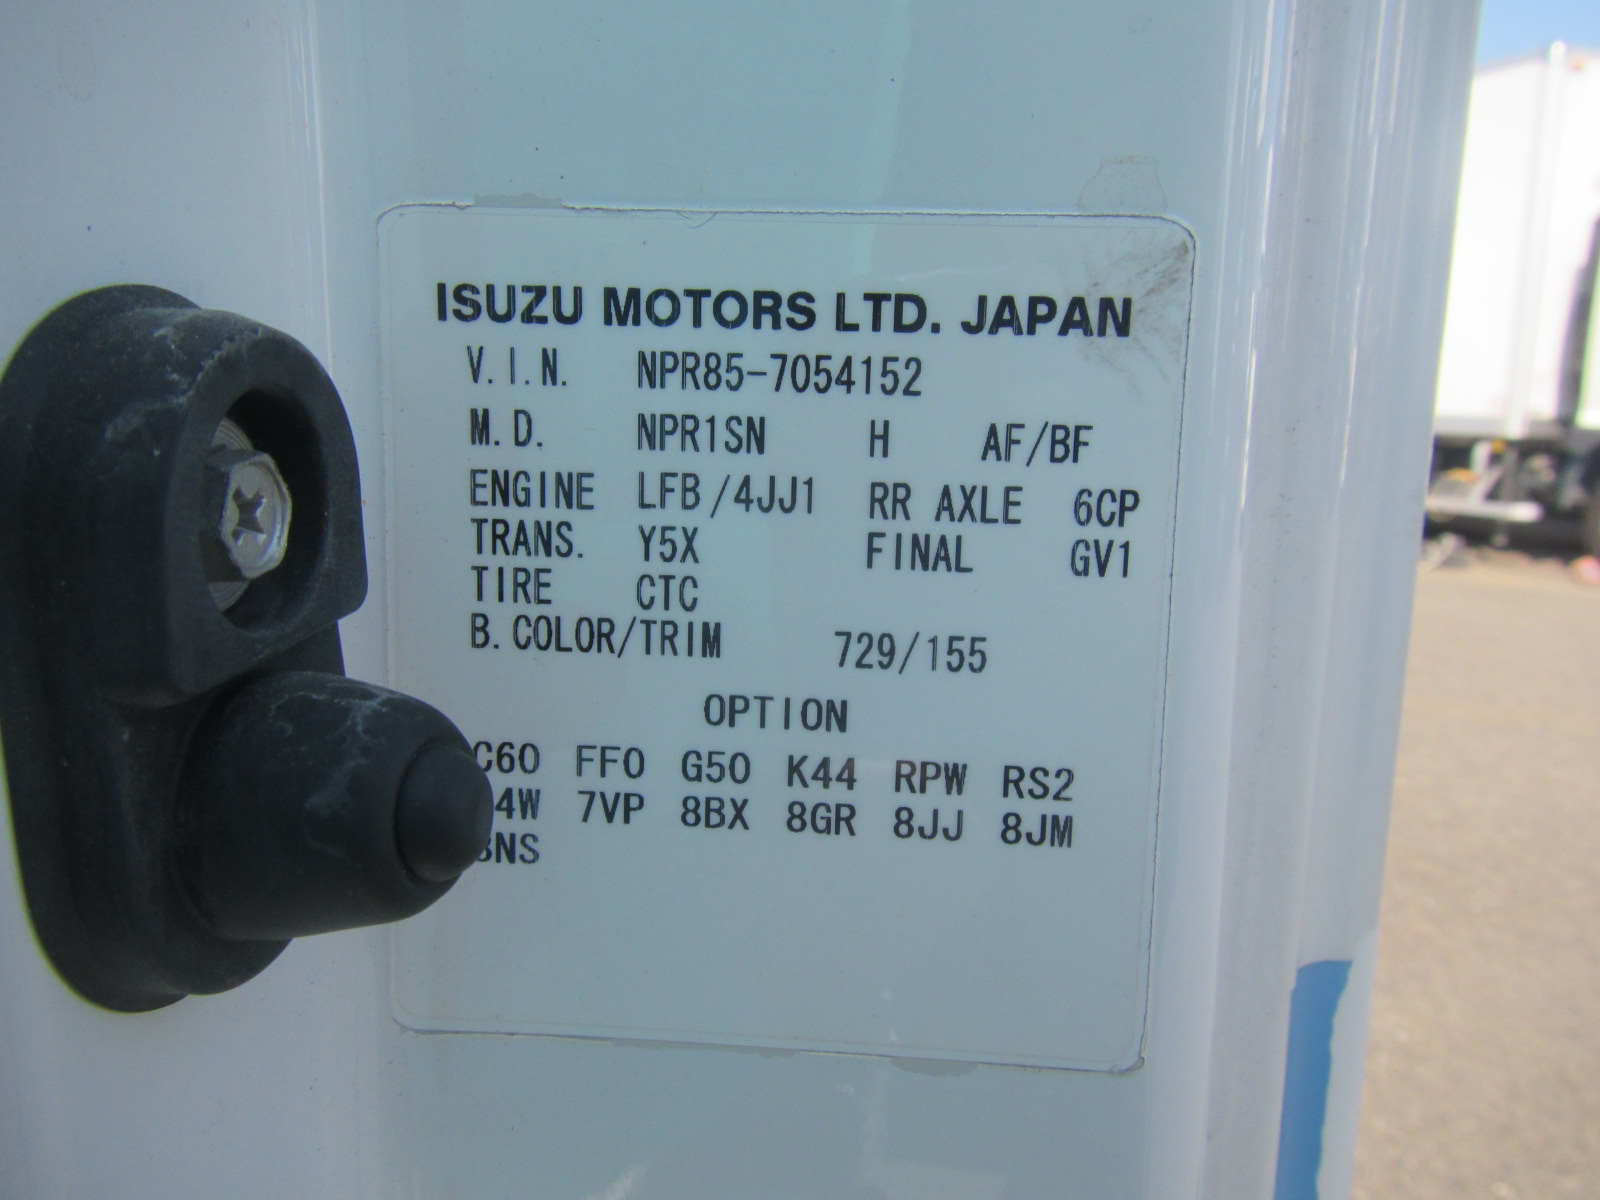 ISUZU MOTORS LTD. JAPAN
V.I.N. NPR85-7054152
M.D. NPR1SN H AF/BF
ENGINE LFB/4JJ1 RR AXLE 6CP
TRANS. Y5X FINAL GV1
TIRE CTC
B.COLOR/TRIM 729/155
OPTION
C60 FF0 G50 K44 RPW RS2
7VP 8BX 8GR 8JJ 8JM